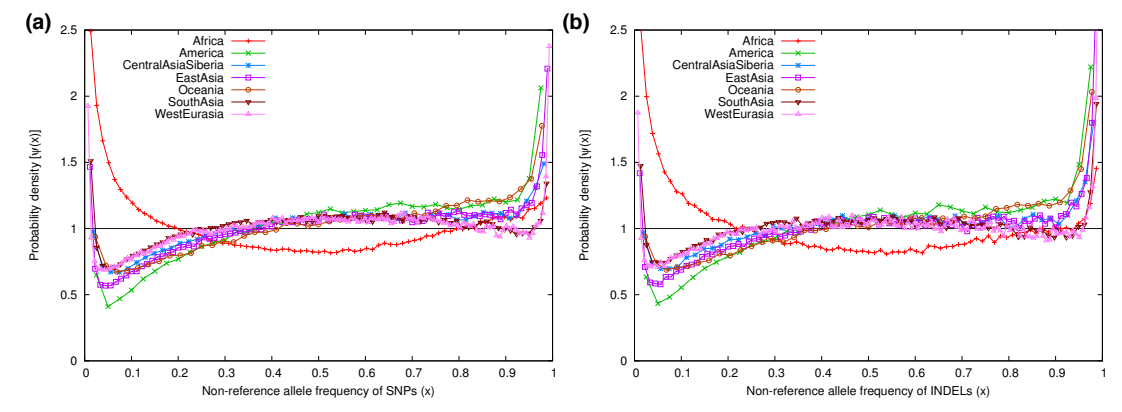 (a)
2.5
2
1.5
1
0.5
0
Probability density [ψ(x)]
Africa
America
CentralAsiaSiberia
EastAsia
Oceania
SouthAsia
WestEurasia
0 0.1 0.2 0.3 0.4 0.5 0.6 0.7 0.8 0.9 1
Non-reference allele frequency of SNPs (x)
(b)
2.5
2
1.5
1
0.5
0
Probability density [ψ(x)]
Africa
America
CentralAsiaSiberia
EastAsia
Oceania
SouthAsia
WestEurasia
0 0.1 0.2 0.3 0.4 0.5 0.6 0.7 0.8 0.9 1
Non-reference allele frequency of INDELs (x)